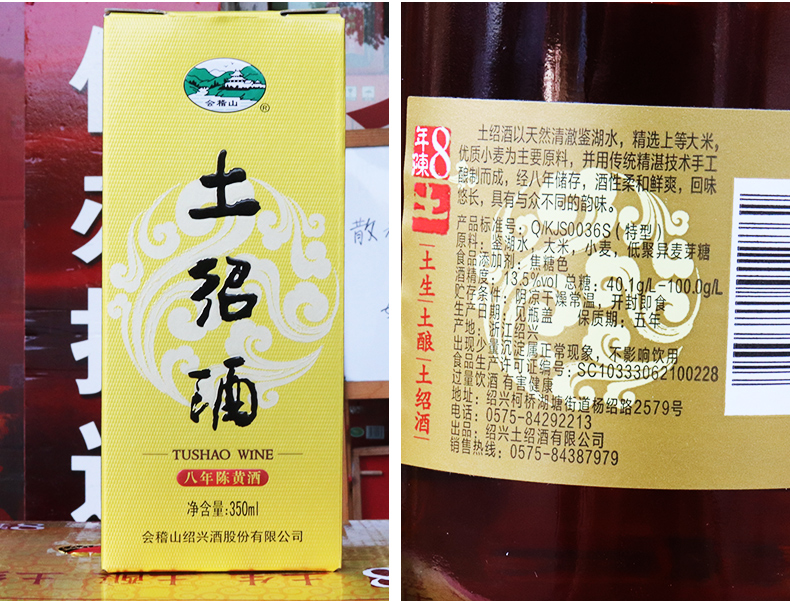 会稽山
®
土绍酒
TUSHAO WINE
八年陈黄酒
净含量:350ml
会稽山绍兴酒股份有限公司
散
年陳8
土
土生土酿土绍酒
土绍酒以天然清澈鉴湖水，精选上等大米，
优质小麦为主要原料，并用传统精湛技术手工
酿制而成，经八年储存，酒性柔和鲜爽，回味
悠长，具有与众不同的韵味。
产品标准号：Q/KJS0036S（特型）
原料：鉴湖水，大米，小麦，低聚异麦芽糖
食品添加剂：焦糖色
酒精度：13.5%vol 总糖：40.1g/L-100.0g/L
贮存条件：阴凉干燥常温，开封即食
生产日期：见瓶盖 保质期：五年
产地：浙江绍兴
出现少量沉淀属正常现象，不影响饮用
食品生产许可证编号：SC10333062100228
过量饮酒有害健康
地址：绍兴柯桥湖塘街道杨绍路2579号
电话：0575-84292213
出品：绍兴土绍酒有限公司
销售热线：0575-84387979